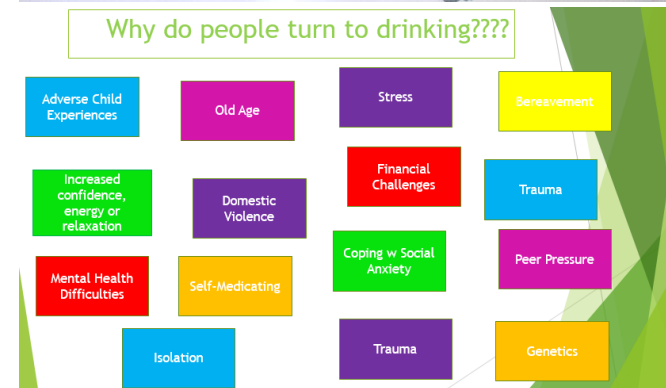 Why do people turn to drinking????
Adverse Child
Experiences
Old Age
Stress
Bereavement
Increased
confidence,
energy or
relaxation
Domestic
Violence
Financial
Challenges
Trauma
Mental Health
Difficulties
Self-Medicating
Coping w Social
Anxiety
Peer Pressure
Isolation
Trauma
Genetics